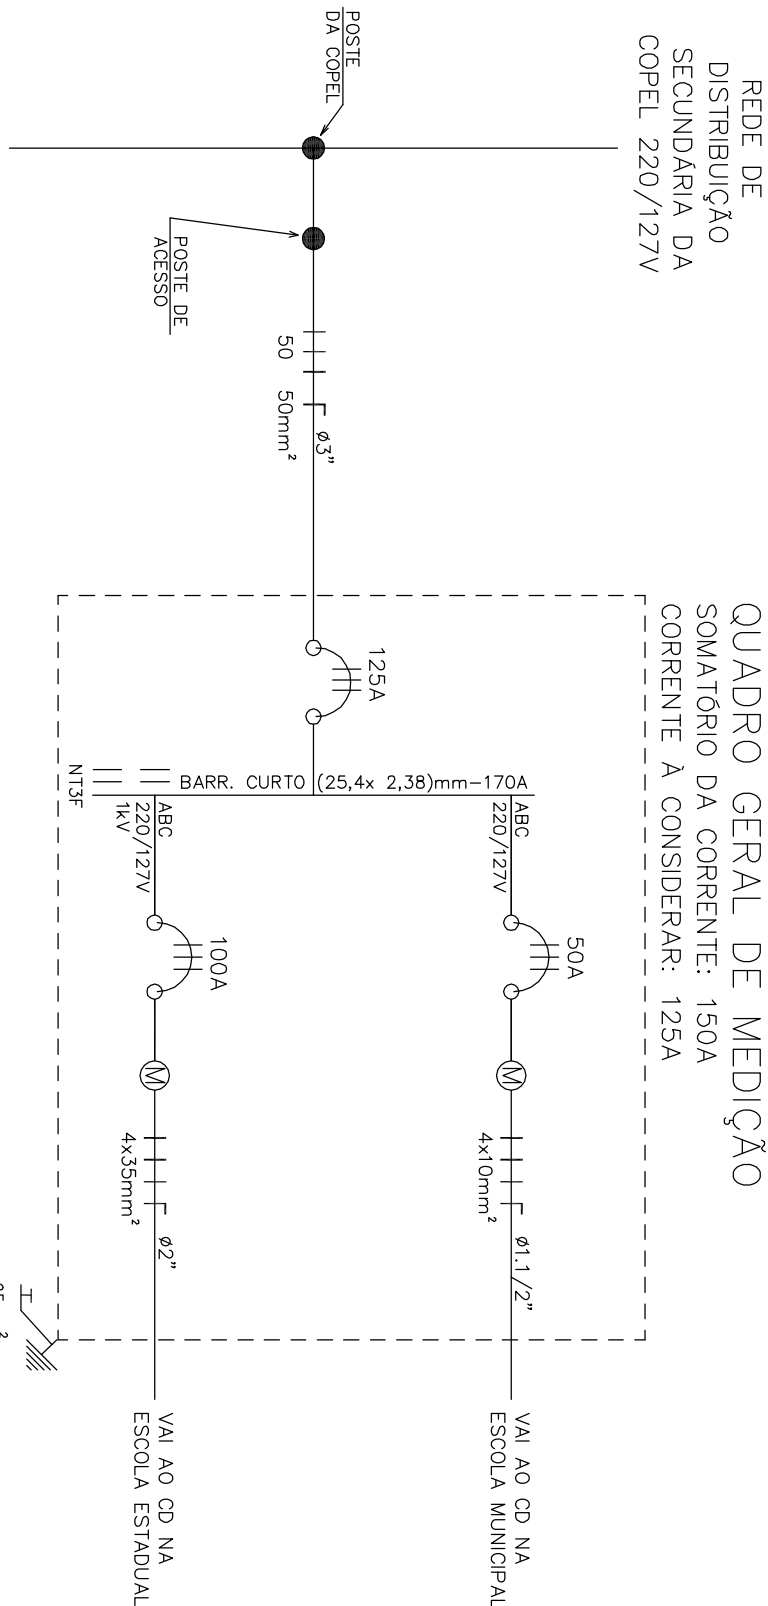 REDE DE
DISTRIBUIÇÃO
SECUNDÁRIA DA
COPEL 220/127V
POSTE
DA COPEL
POSTE DE
ACESSO
50
50mm²
ø3"
QUADRO GERAL DE MEDIÇÃO
SOMATÓRIO DA CORRENTE: 150A
CORRENTE À CONSIDERAR: 125A
125A
BARR. CURTO (25,4x 2,38)mm-170A
NT3F
ABC
220/127V
50A
M
4x10mm²
ø1.1/2"
VAI AO CD NA
ESCOLA MUNICIPAL
ABC
220/127V
1kV
100A
M
4x35mm²
ø2"
VAI AO CD NA
ESCOLA ESTADUAL